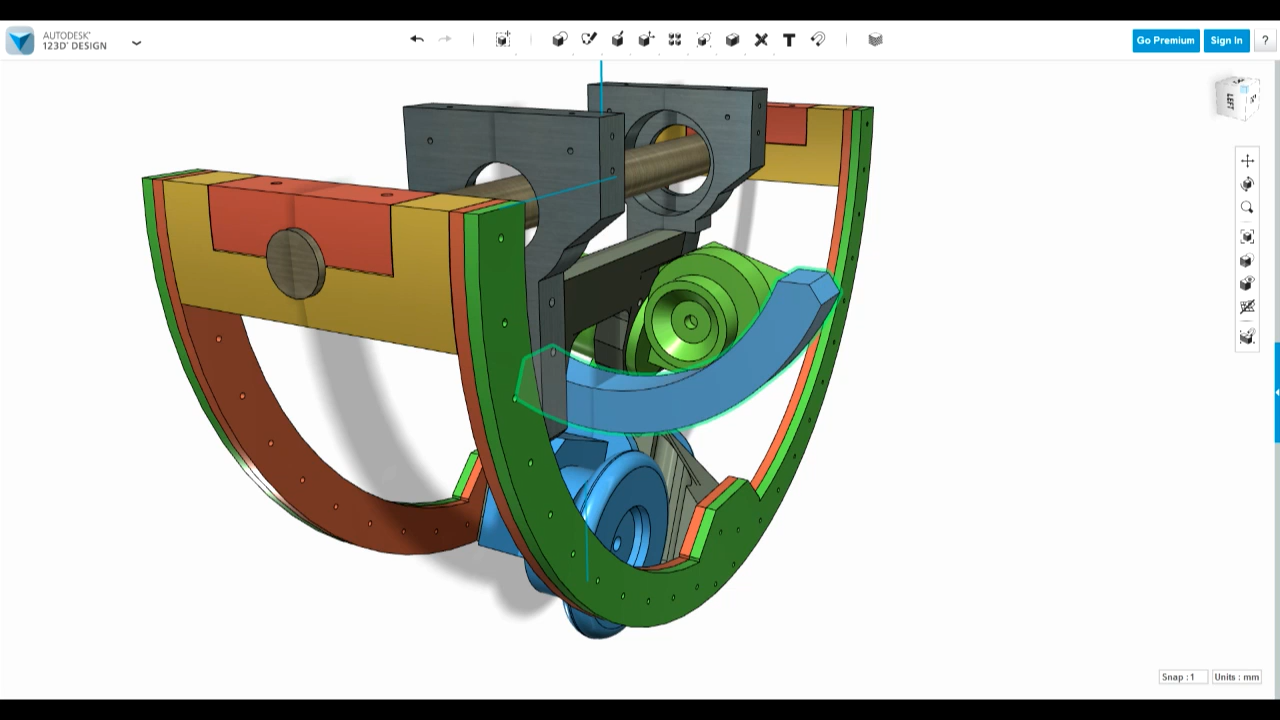 AUTODESK®
123D® DESIGN
Go Premium
Sign In
?
LEFT
Snap : 1
Units : mm